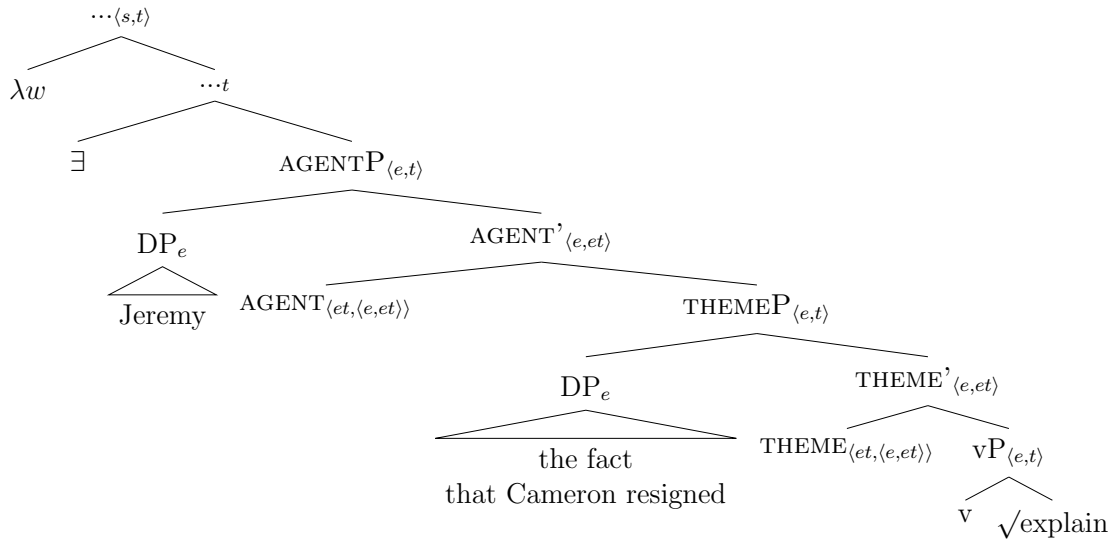 ...⟨s,t⟩
λw
...t
∃
AGENTP⟨e,t⟩
DPe
AGENT’⟨e,et⟩
Jeremy
AGENT⟨et,⟨e,et⟩⟩
THEMEP⟨e,t⟩
DPe
THEME’⟨e,et⟩
the fact
that Cameron resigned
THEME⟨et,⟨e,et⟩⟩
vP⟨e,t⟩
v
√explain